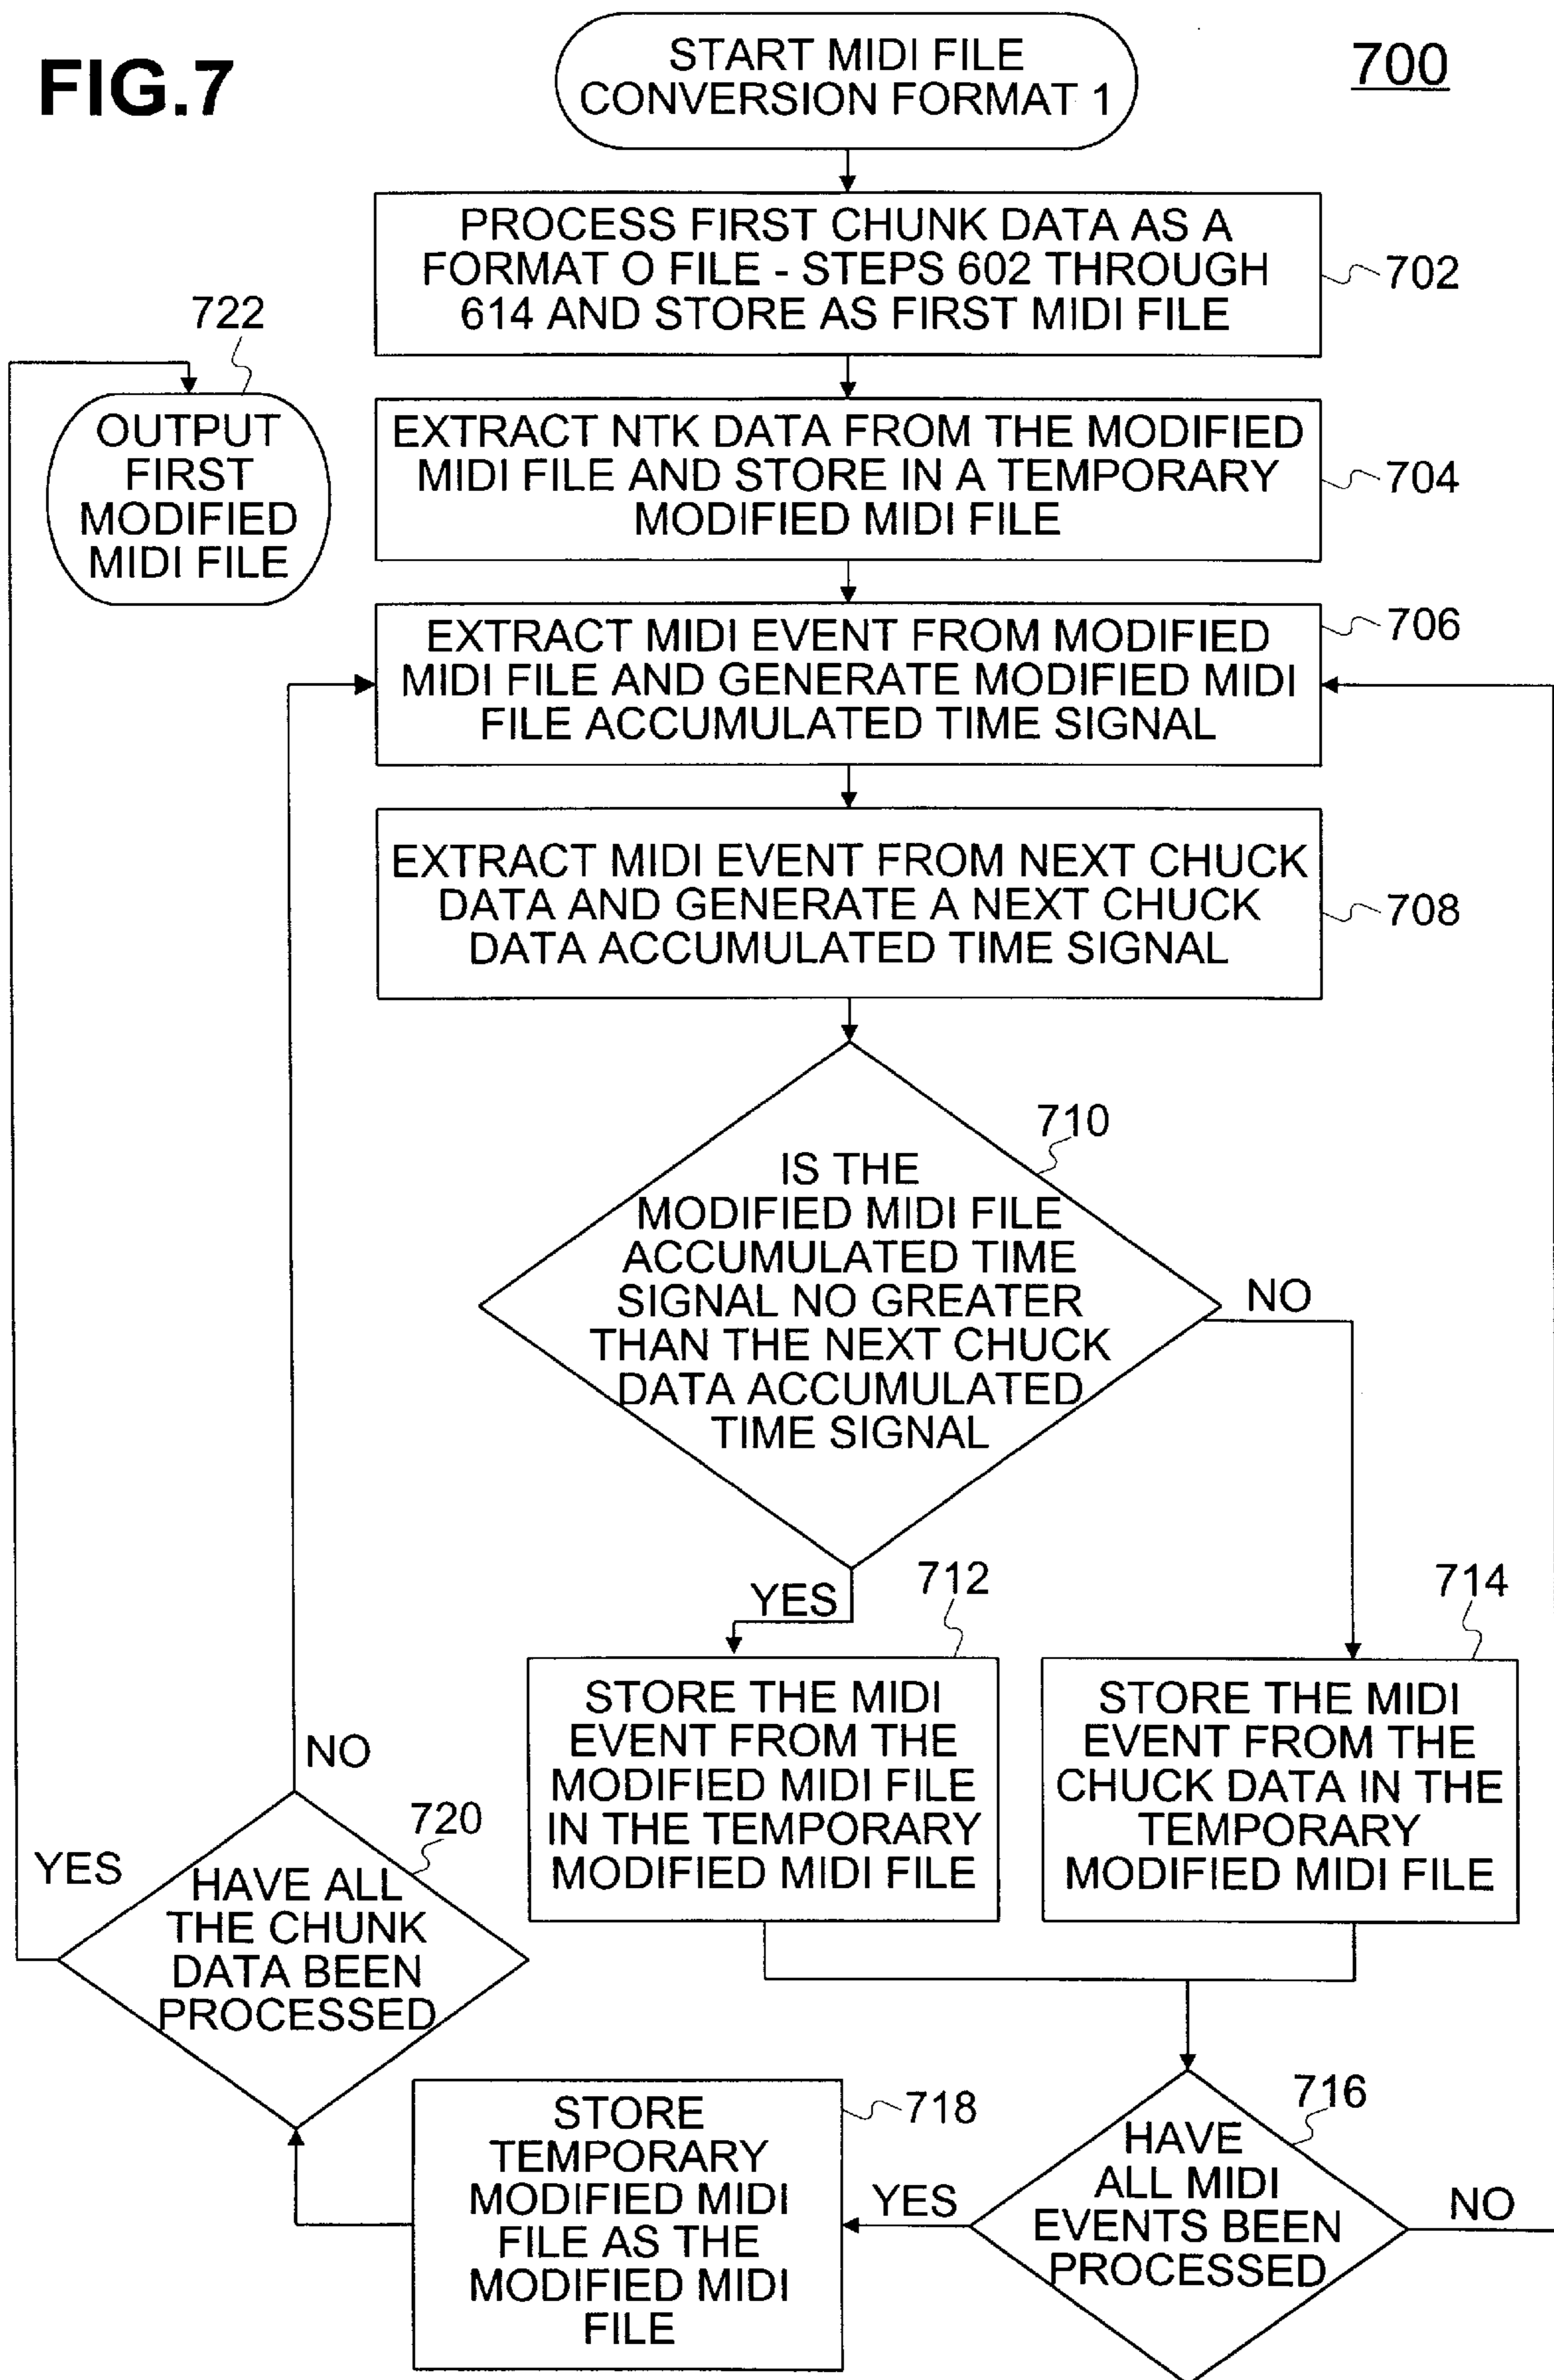 FIG.7
700
START MIDI FILE
CONVERSION FORMAT 1
PROCESS FIRST CHUNK DATA AS A
FORMAT O FILE - STEPS 602 THROUGH
614 AND STORE AS FIRST MIDI FILE
702
722
OUTPUT
FIRST
MODIFIED
MIDI FILE
EXTRACT NTK DATA FROM THE MODIFIED
MIDI FILE AND STORE IN A TEMPORARY
MODIFIED MIDI FILE
704
EXTRACT MIDI EVENT FROM MODIFIED
MIDI FILE AND GENERATE MODIFIED MIDI
FILE ACCUMULATED TIME SIGNAL
706
EXTRACT MIDI EVENT FROM NEXT CHUCK
DATA AND GENERATE A NEXT CHUCK
DATA ACCUMULATED TIME SIGNAL
708
710
IS THE
MODIFIED MIDI FILE
ACCUMULATED TIME
SIGNAL NO GREATER
THAN THE NEXT CHUCK
DATA ACCUMULATED
TIME SIGNAL
NO
YES
712
STORE THE MIDI
EVENT FROM THE
MODIFIED MIDI FILE
IN THE TEMPORARY
MODIFIED MIDI FILE
714
STORE THE MIDI
EVENT FROM THE
CHUCK DATA IN THE
TEMPORARY
MODIFIED MIDI FILE
716
HAVE
ALL MIDI
EVENTS BEEN
PROCESSED
NO
YES
718
STORE
TEMPORARY
MODIFIED MIDI
FILE AS THE
MODIFIED MIDI
FILE
720
HAVE ALL
THE CHUNK
DATA BEEN
PROCESSED
NO
YES